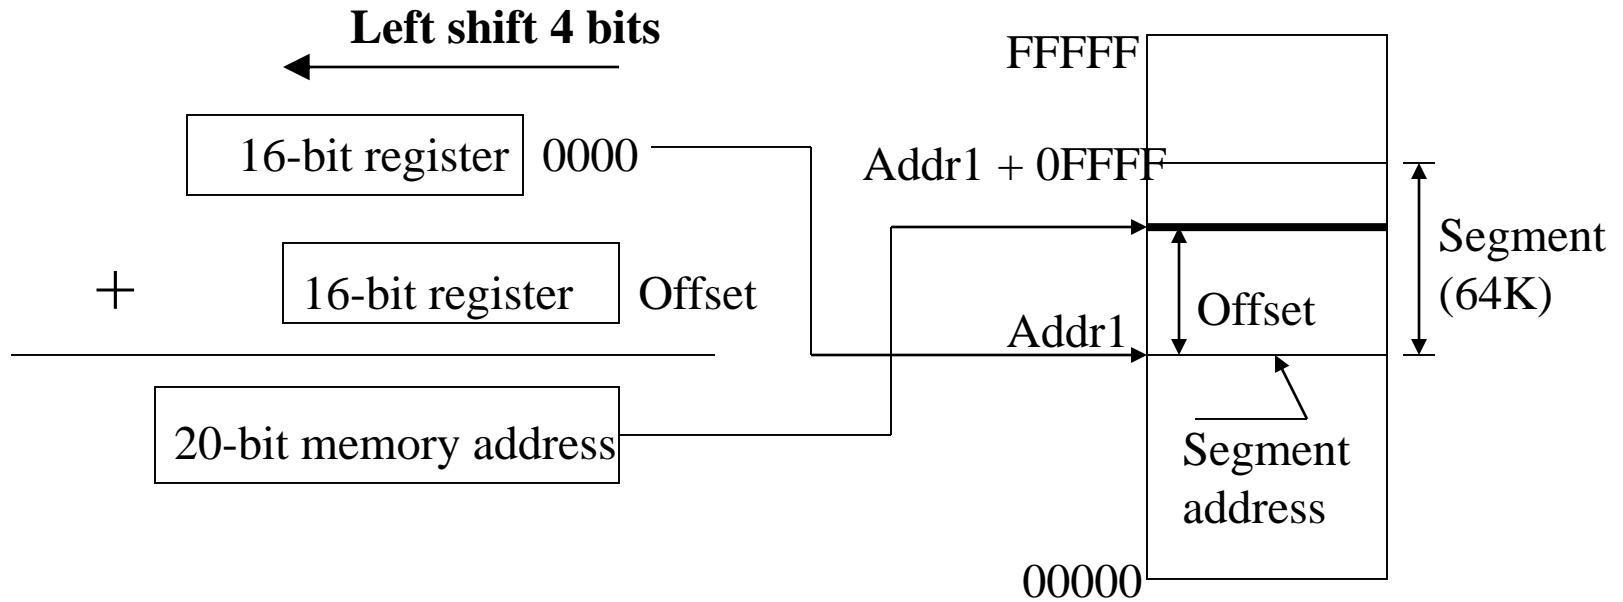 Left shift 4 bits
16-bit register 0000
+ 16-bit register Offset
20-bit memory address
FFFFF
Addr1 + 0FFFF
Segment
(64K)
Offset
Addr1
Segment
address
00000